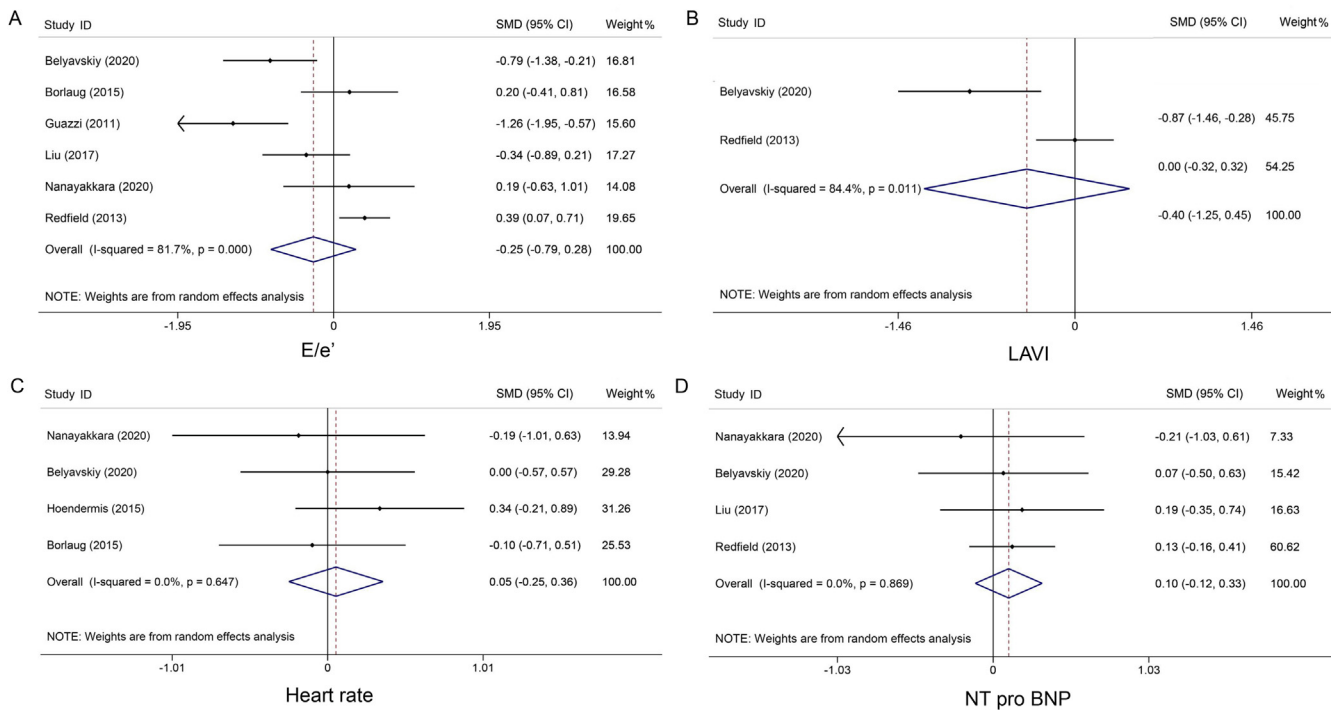 A
Study ID SMD (95% CI) Weight %
Belyavskiy (2020) -0.79 (-1.38, -0.21) 16.81
Borlaug (2015) 0.20 (-0.41, 0.81) 16.58
Guazzi (2011) -1.26 (-1.95, -0.57) 15.60
Liu (2017) -0.34 (-0.89, 0.21) 17.27
Nanayakkara (2020) 0.19 (-0.63, 1.01) 14.08
Redfield (2013) 0.39 (0.07, 0.71) 19.65
Overall (I-squared = 81.7%, p = 0.000) -0.25 (-0.79, 0.28) 100.00
NOTE: Weights are from random effects analysis
-1.95 0 1.95
E/e’
B
Study ID SMD (95% CI) Weight %
Belyavskiy (2020)
-0.87 (-1.46, -0.28) 45.75
Redfield (2013)
0.00 (-0.32, 0.32) 54.25
Overall (I-squared = 84.4%, p = 0.011)
-0.40 (-1.25, 0.45) 100.00
NOTE: Weights are from random effects analysis
-1.46 0 1.46
LAVI
C
Study ID SMD (95% CI) Weight %
Nanayakkara (2020) -0.19 (-1.01, 0.63) 13.94
Belyavskiy (2020) 0.00 (-0.57, 0.57) 29.28
Hoendermis (2015) 0.34 (-0.21, 0.89) 31.26
Borlaug (2015) -0.10 (-0.71, 0.51) 25.53
Overall (I-squared = 0.0%, p = 0.647) 0.05 (-0.25, 0.36) 100.00
NOTE: Weights are from random effects analysis
-1.01 0 1.01
Heart rate
D
Study ID SMD (95% CI) Weight %
Nanayakkara (2020) -0.21 (-1.03, 0.61) 7.33
Belyavskiy (2020) 0.07 (-0.50, 0.63) 15.42
Liu (2017) 0.19 (-0.35, 0.74) 16.63
Redfield (2013) 0.13 (-0.16, 0.41) 60.62
Overall (I-squared = 0.0%, p = 0.869) 0.10 (-0.12, 0.33) 100.00
NOTE: Weights are from random effects analysis
-1.03 0 1.03
NT pro BNP